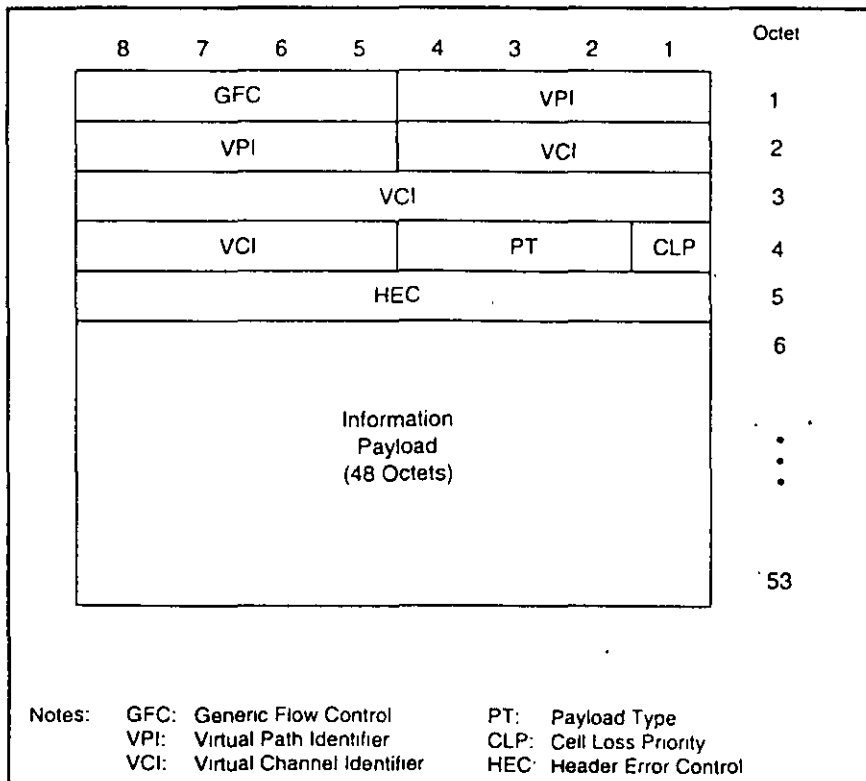 Octet
8 7 6 5 4 3 2 1
GFC VPI 1
VPI VCI 2
VCI 3
VCI PT CLP 4
HEC 5
6
Information
Payload
(48 Octets)
53
Notes: GFC: Generic Flow Control PT: Payload Type
VPI: Virtual Path Identifier CLP: Cell Loss Priority
VCI: Virtual Channel Identifier HEC: Header Error Control